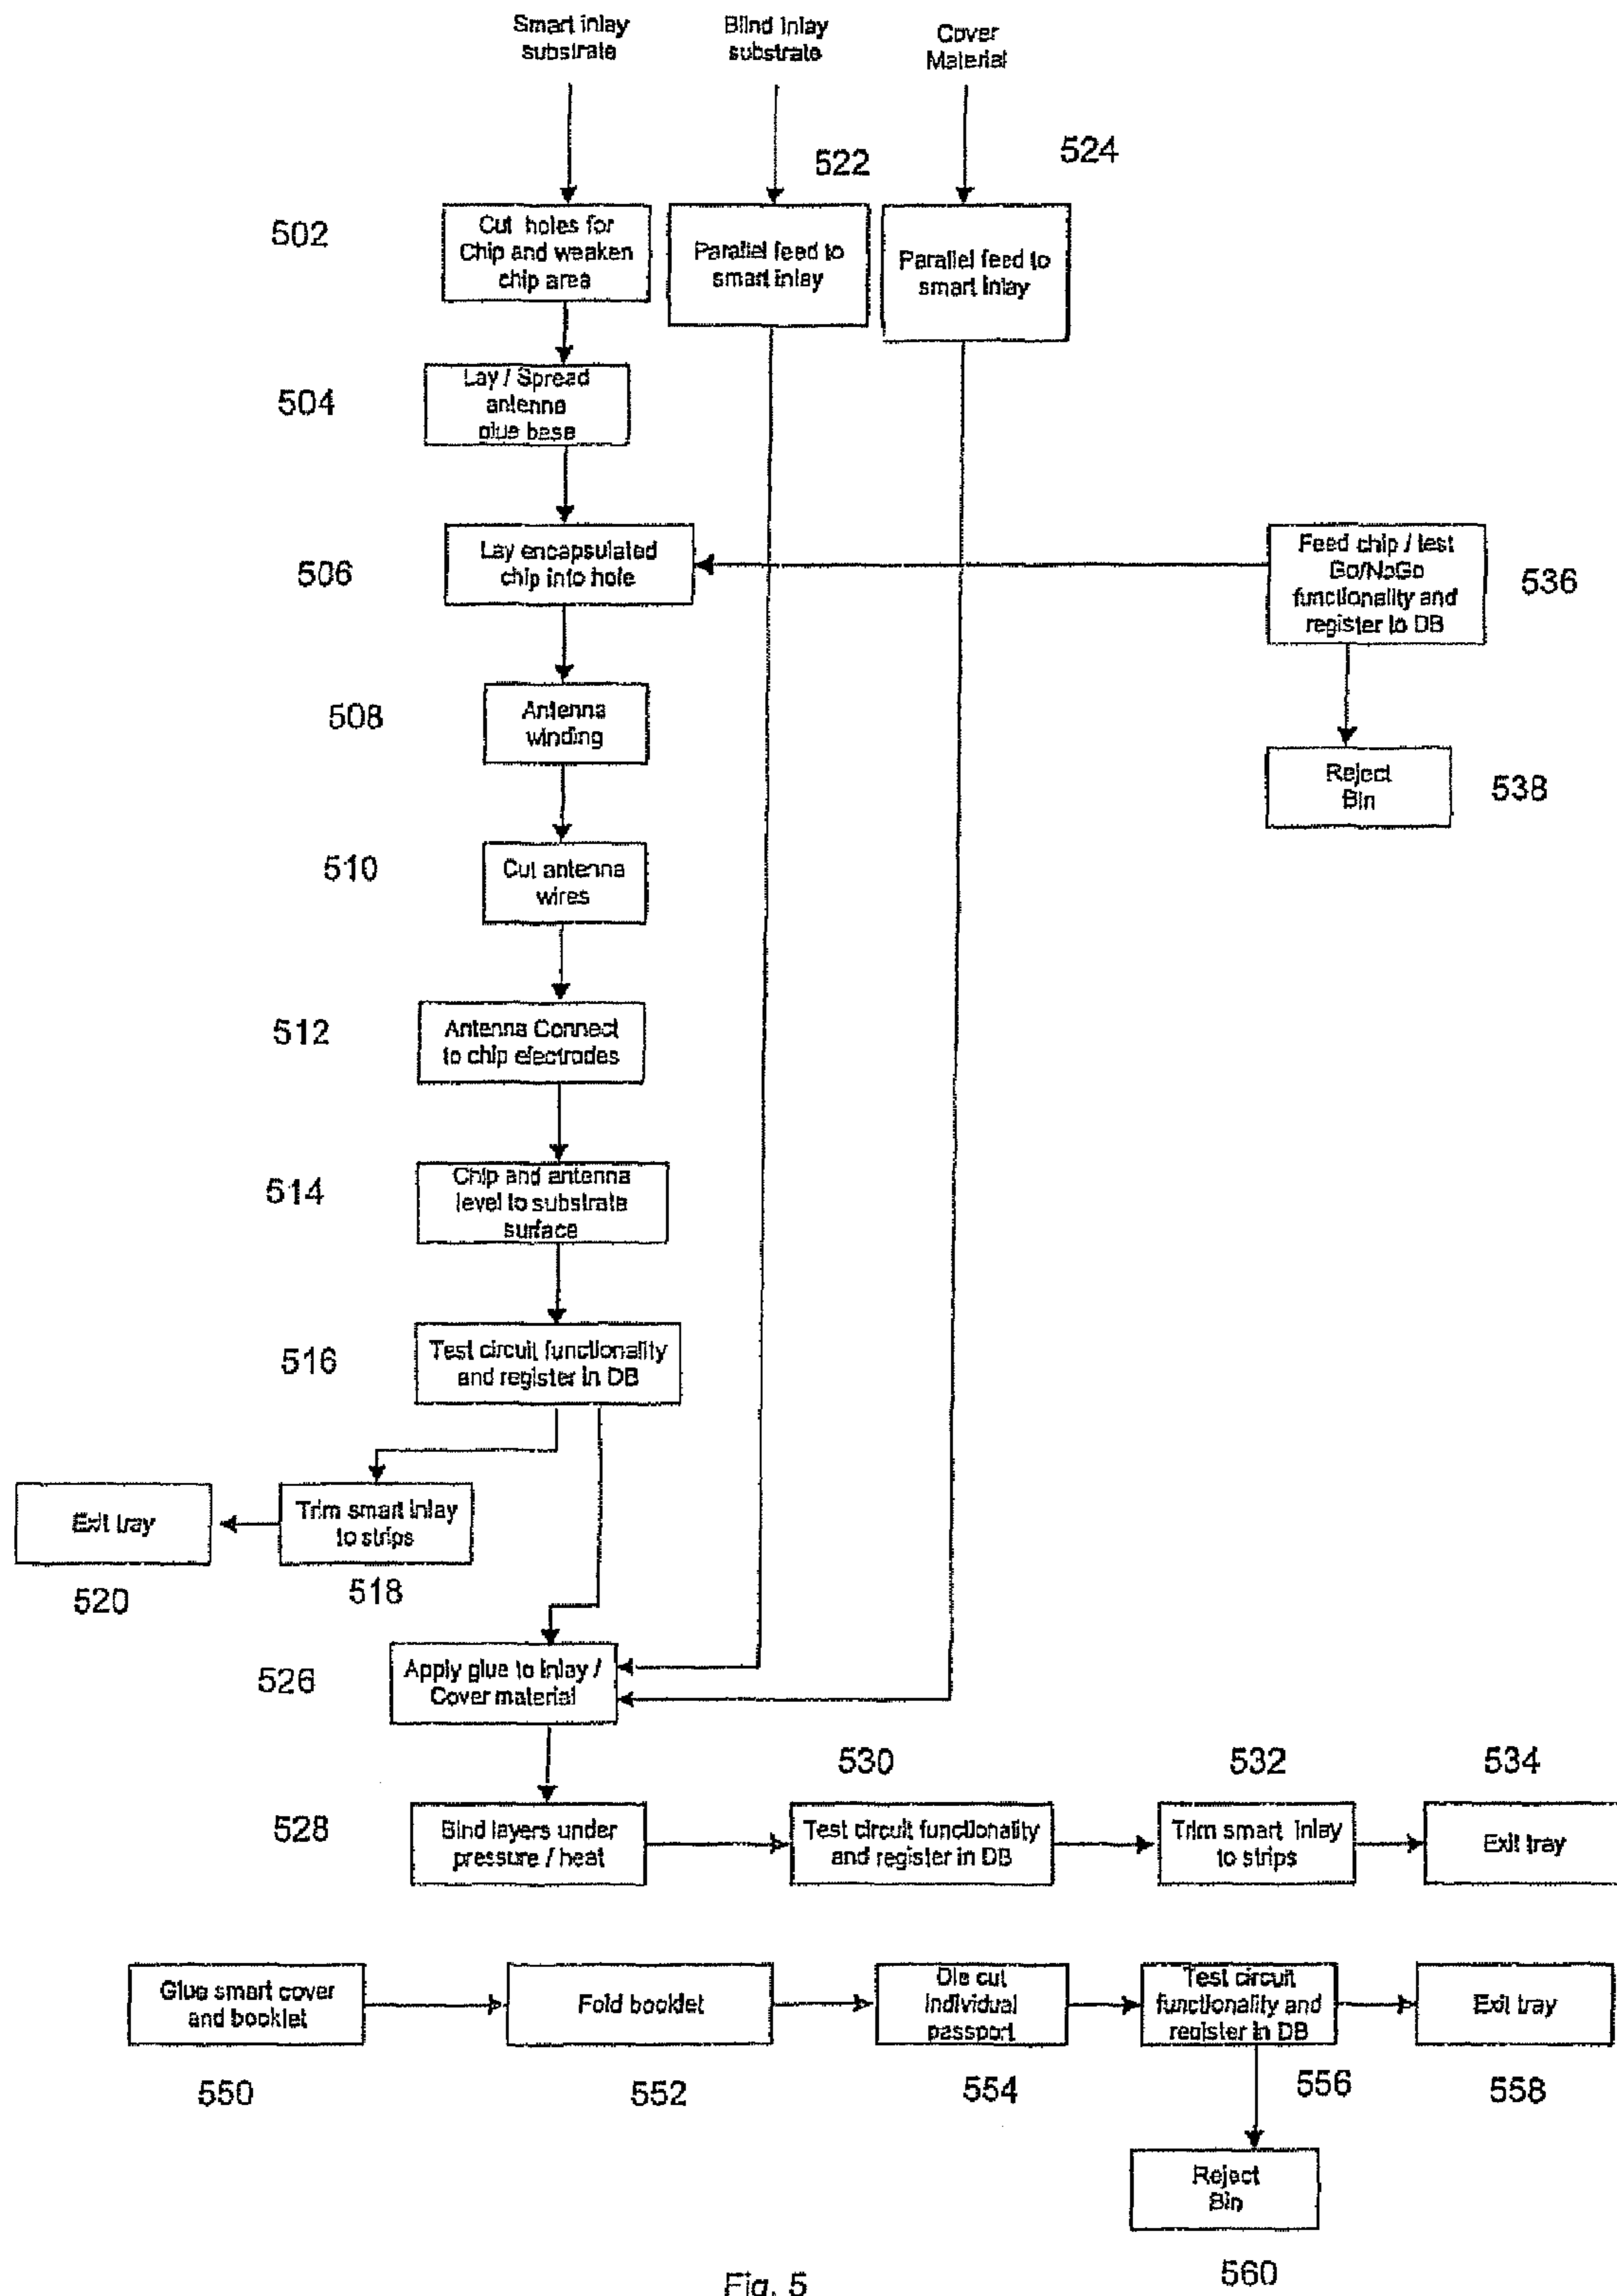 Smart inlay
substrate
Blind inlay
substrate
Cover
Material
522
524
502
Cut holes for
Chip and weaken
chip area
Parallel feed to
smart inlay
Parallel feed to
smart inlay
504
Lay / Spread
antenna
glue base
506
Lay encapsulated
chip into hole
Feed chip / test
Go/NoGo
functionality and
register to DB
536
508
Antenna
winding
Reject
Bin
538
510
Cut antenna
wires
512
Antenna Connect
to chip electrodes
514
Chip and antenna
level to substrate
surface
516
Test circuit functionality
and register in DB
Exit tray
Trim smart inlay
to strips
520
518
526
Apply glue to inlay /
Cover material
530
532
534
528
Bind layers under
pressure / heat
Test circuit functionality
and register in DB
Trim smart inlay
to strips
Exit tray
Glue smart cover
and booklet
Fold booklet
Die cut
individual
passport
Test circuit
functionality and
register in DB
Exit tray
550
552
554
556
558
Reject
Bin
560
Fig. 5